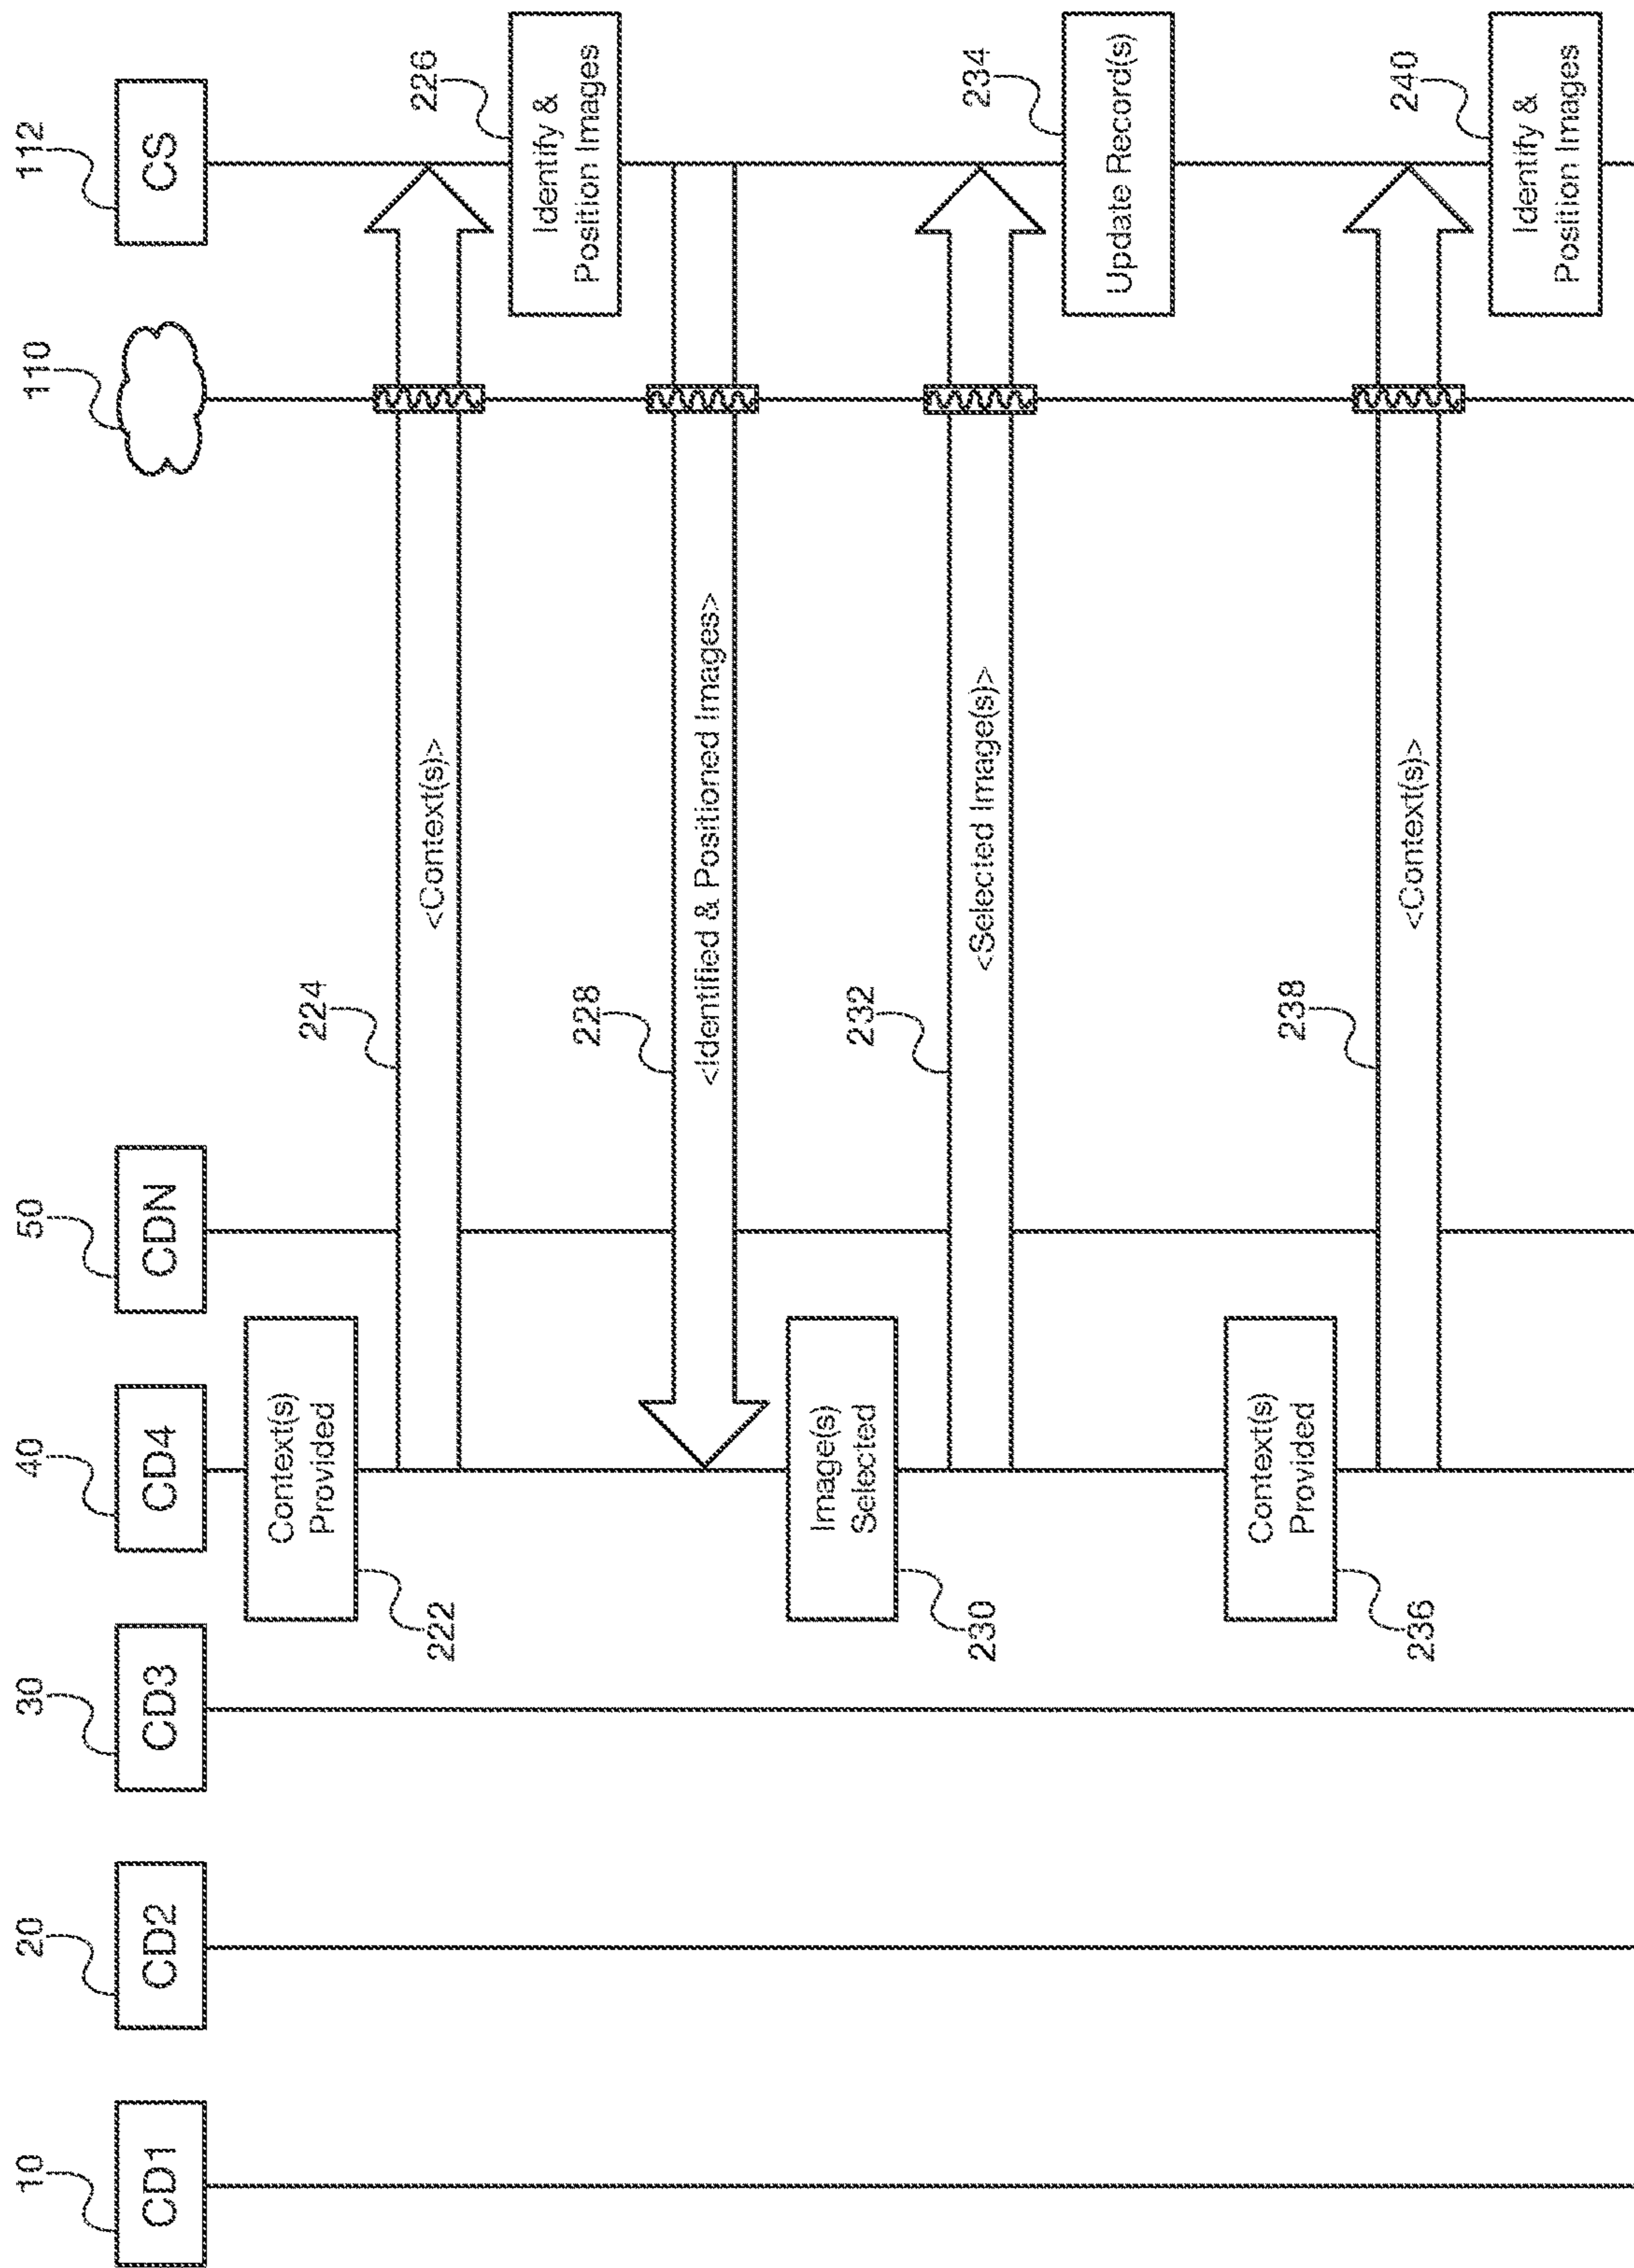 10
20
30
40
50
110
112
CD1
CD2
CD3
CD4
CDN
CS
Context(s)
Provided
222
224
<Context(s)>
226
Identify &
Position Images
228
<Identified & Positioned Images>
Image(s)
Selected
230
232
<Selected Image(s)>
234
Update Record(s)
Context(s)
Provided
236
238
<Context(s)>
240
Identify &
Position Images